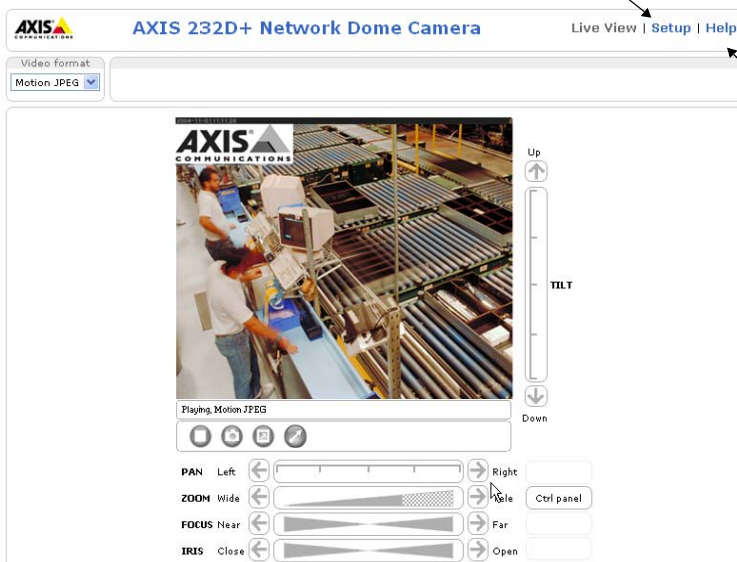 AXIS
COMMUNICATIONS
AXIS 232D+ Network Dome Camera
Live View | Setup | Help
Video format
Motion JPEG
AXIS
COMMUNICATIONS
Up
TILT
Down
Playing, Motion JPEG
PAN Left Right
ZOOM Wide Tele Ctrl panel
FOCUS Near Far
IRIS Close Open